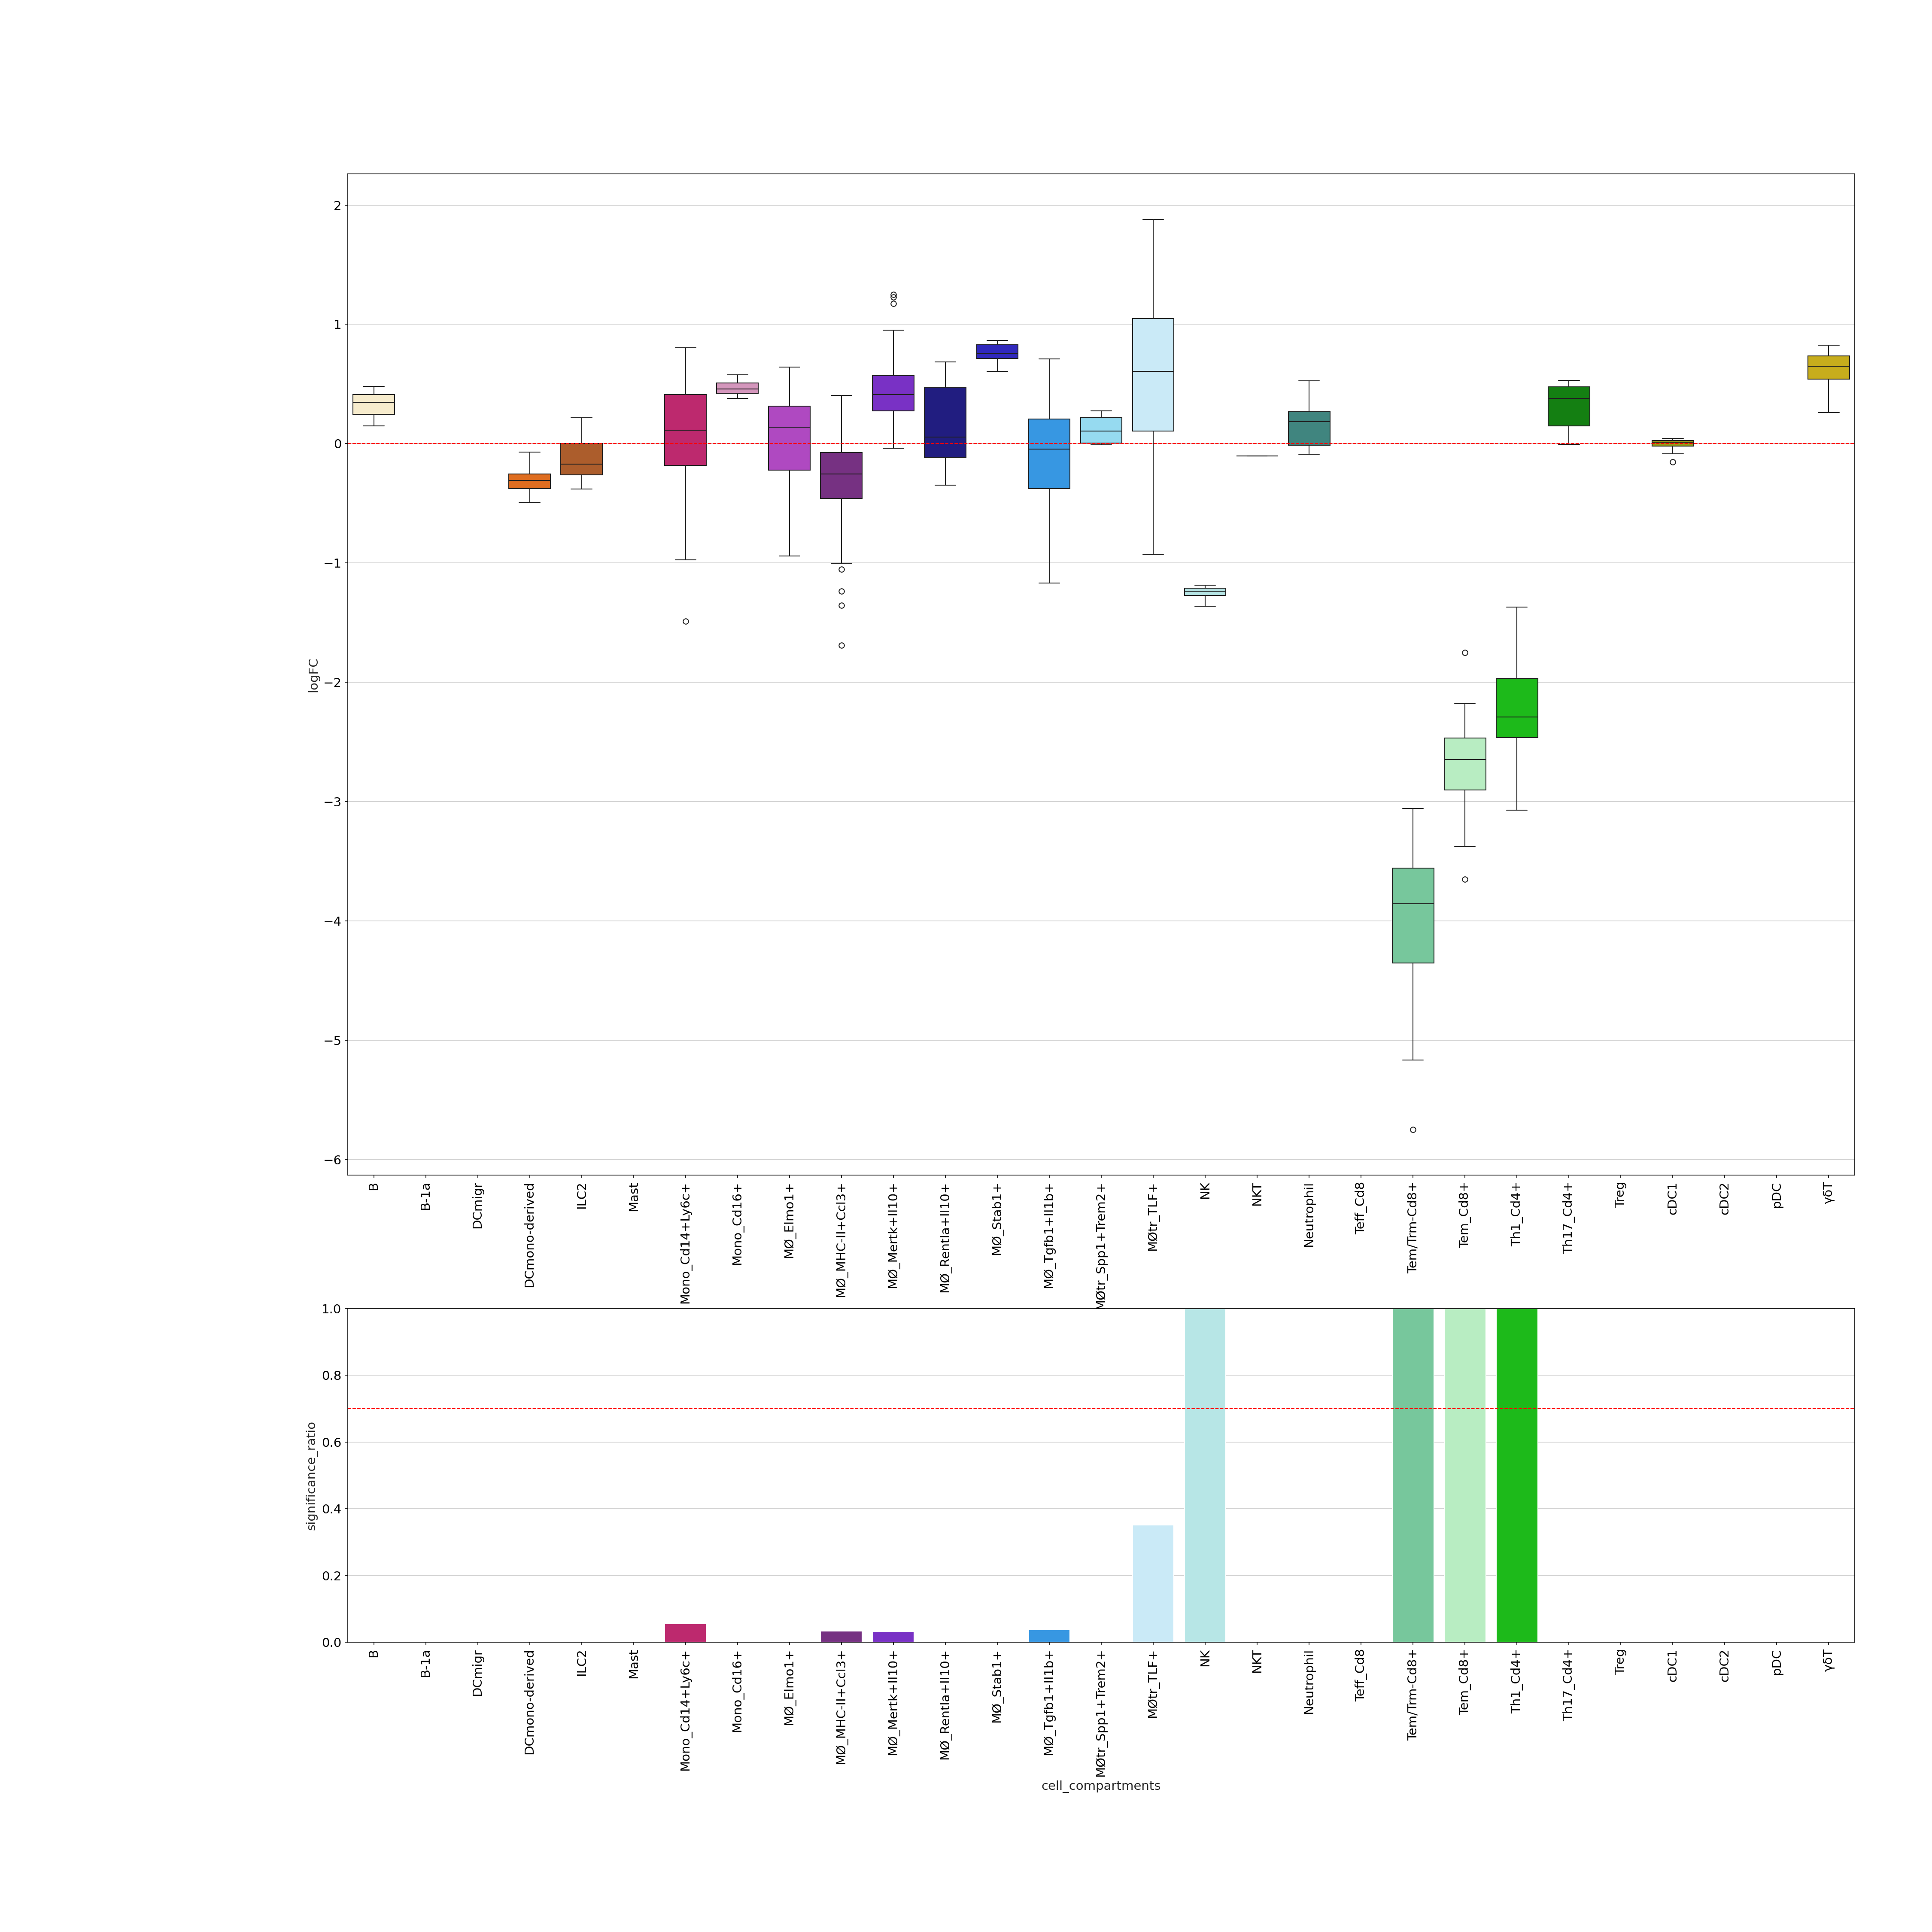 2
1
0
−1
−2
−3
−4
−5
−6
logFC
B
B-1a
DCmigr
DCmono-derived
ILC2
Mast
Mono_Cd14+Ly6c+
Mono_Cd16+
MØ_Elmo1+
MØ_MHC-II+Ccl3+
MØ_Mertk+Il10+
MØ_Rentla+Il10+
MØ_Stab1+
MØ_Tgfb1+Il1b+
MØtr_Spp1+Trem2+
MØtr_TLF+
NK
NKT
Neutrophil
Teff_Cd8
Tem/Trm-Cd8+
Tem_Cd8+
Th1_Cd4+
Th17_Cd4+
Treg
cDC1
cDC2
pDC
γδT
1.0
0.8
0.6
0.4
0.2
0.0
significance_ratio
B
B-1a
DCmigr
DCmono-derived
ILC2
Mast
Mono_Cd14+Ly6c+
Mono_Cd16+
MØ_Elmo1+
MØ_MHC-II+Ccl3+
MØ_Mertk+Il10+
MØ_Rentla+Il10+
MØ_Stab1+
MØ_Tgfb1+Il1b+
MØtr_Spp1+Trem2+
MØtr_TLF+
NK
NKT
Neutrophil
Teff_Cd8
Tem/Trm-Cd8+
Tem_Cd8+
Th1_Cd4+
Th17_Cd4+
Treg
cDC1
cDC2
pDC
γδT
cell_compartments